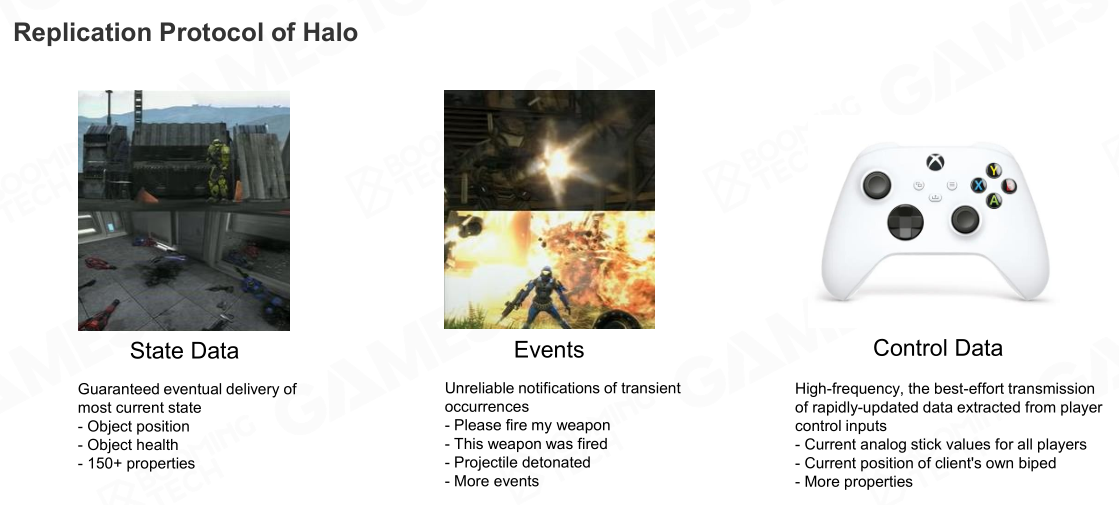 Replication Protocol of Halo
State Data
Guaranteed eventual delivery of
most current state
- Object position
- Object health
- 150+ properties
Events
Unreliable notifications of transient
occurrences
- Please fire my weapon
- This weapon was fired
- Projectile detonated
- More events
Y
X
A
Control Data
High-frequency, the best-effort transmission
of rapidly-updated data extracted from player
control inputs
- Current analog stick values for all players
- Current position of client's own biped
- More properties
BOOMING
TECH
GAMES